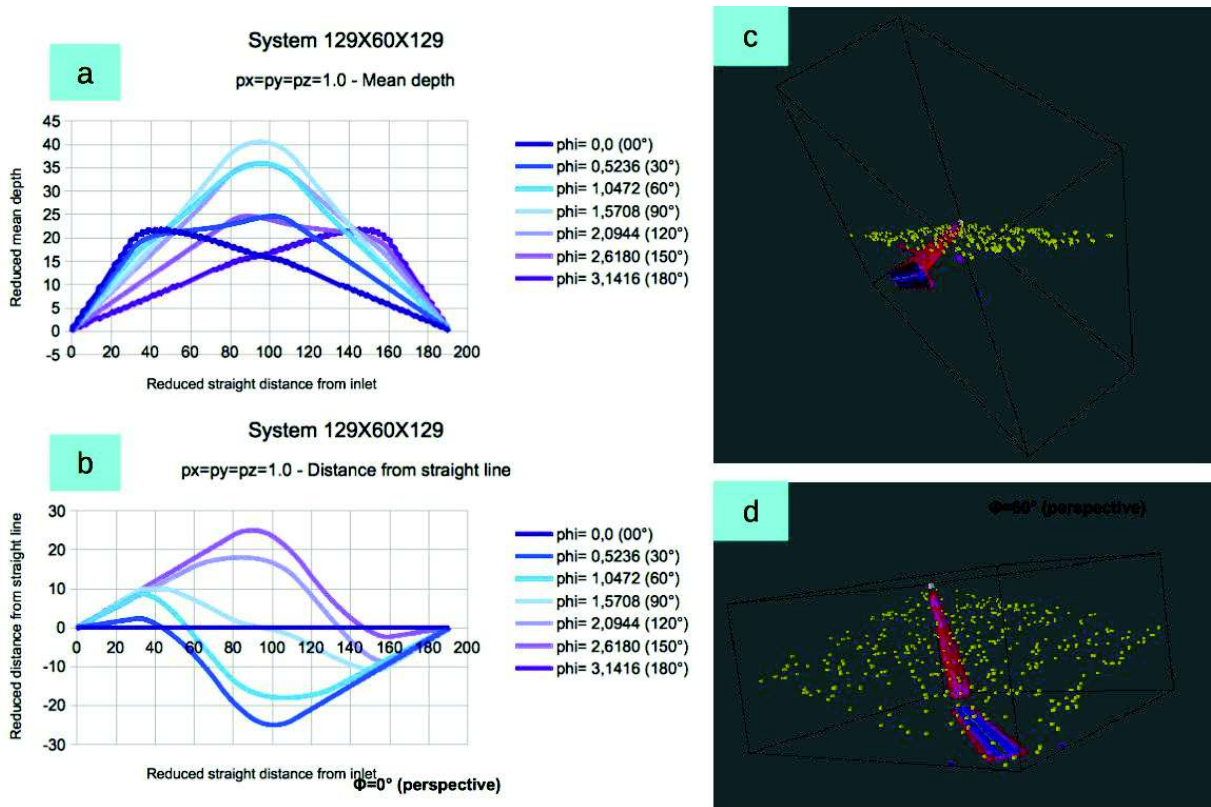 a
System 129X60X129
px=py=pz=1.0 - Mean depth
Reduced mean depth
45
40
35
30
25
20
15
10
5
0
-5
0 20 40 60 80 100 120 140 160 180 200
Reduced straight distance from inlet
phi= 0,0 (00°)
phi= 0,5236 (30°)
phi= 1,0472 (60°)
phi= 1,5708 (90°)
phi= 2,0944 (120°)
phi= 2,6180 (150°)
phi= 3,1416 (180°)
b
System 129X60X129
px=py=pz=1.0 - Distance from straight line
Reduced distance from straight line
30
20
10
0
-10
-20
-30
0 20 40 60 80 100 120 140 160 180 200
Reduced straight distance from inlet
Φ=0° (perspective)
phi= 0,0 (00°)
phi= 0,5236 (30°)
phi= 1,0472 (60°)
phi= 1,5708 (90°)
phi= 2,0944 (120°)
phi= 2,6180 (150°)
phi= 3,1416 (180°)
c
d
Φ=60° (perspective)